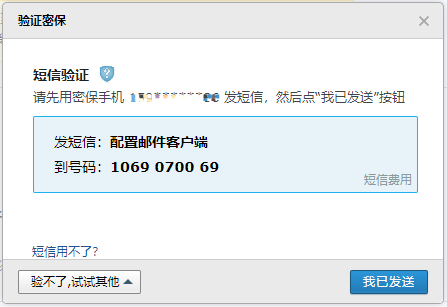 验证密保
短信验证
请先用密保手机 发短信，然后点“我已发送”按钮
发短信：配置邮件客户端
到号码：1069 0700 69
短信费用
短信用不了？
验不了,试试其他
我已发送